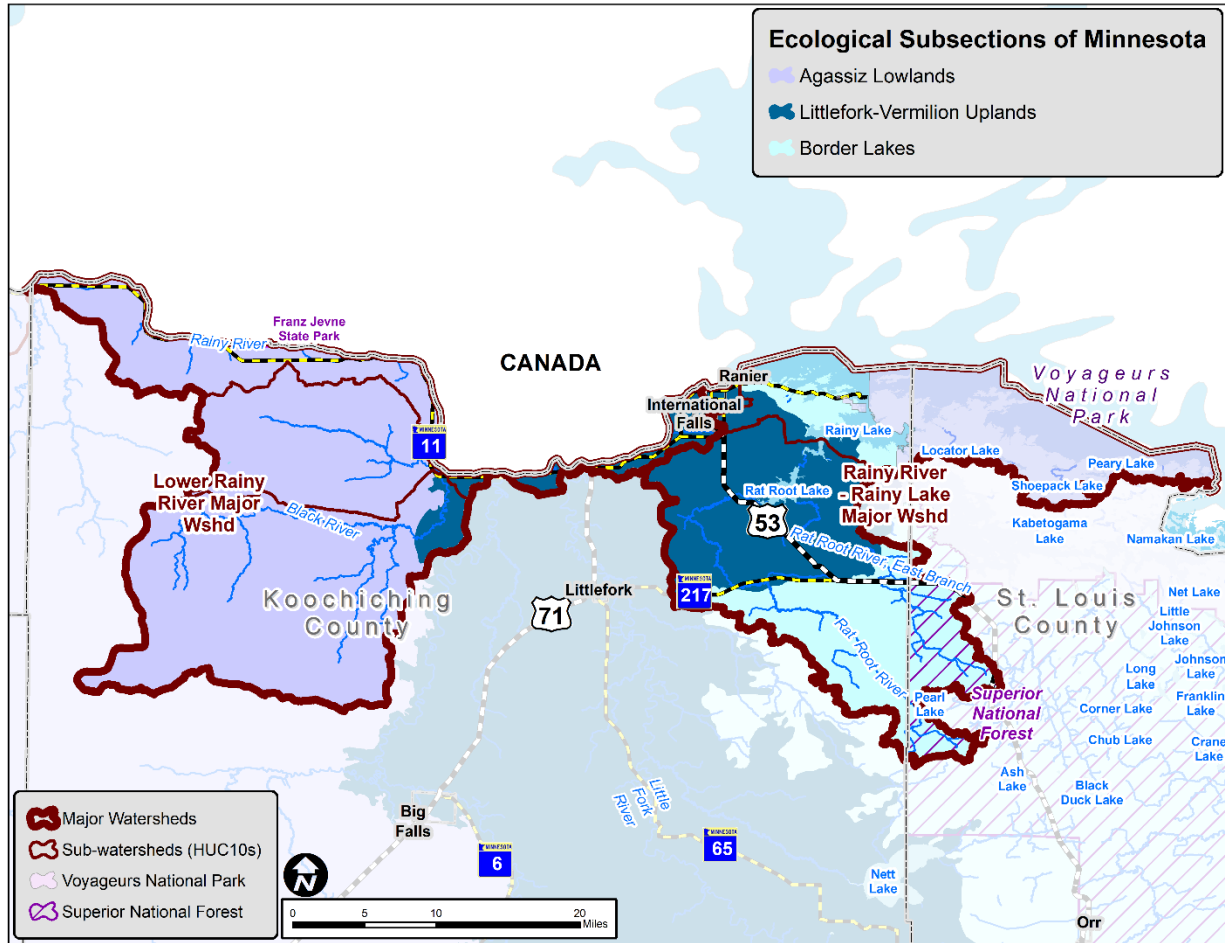 Ecological Subsections of Minnesota
Agassiz Lowlands
Littlefork-Vermilion Uplands
Border Lakes
Franz Jevne
State Park
Rainy River
CANADA
Ranier
International
Falls
Voyageurs
National
Park
MINNESOTA
11
Rainy Lake
Locator Lake
Peary Lake
Lower Rainy
River Major
Wshd
Rainy River
- Rainy Lake
Major Wshd
Shoepack Lake
Rat Root Lake
Black River
53
Kabetogama
Lake
Namakan Lake
Rat Root River, East Branch
Koochiching
County
Littlefork
71
MINNESOTA
217
St. Louis
County
Net Lake
Little
Johnson
Lake
Rat Root River
Long
Lake
Johnson
Lake
Pearl
Lake
Superior
National
Forest
Corner Lake
Franklin
Lake
Chub Lake
Crane
Lake
Ash
Lake
Black
Duck Lake
Little
Fork
River
Big
Falls
MINNESOTA
6
MINNESOTA
65
Nett
Lake
Orr
Major Watersheds
Sub-watersheds (HUC10s)
Voyageurs National Park
Superior National Forest
N
0 5 10 20
Miles